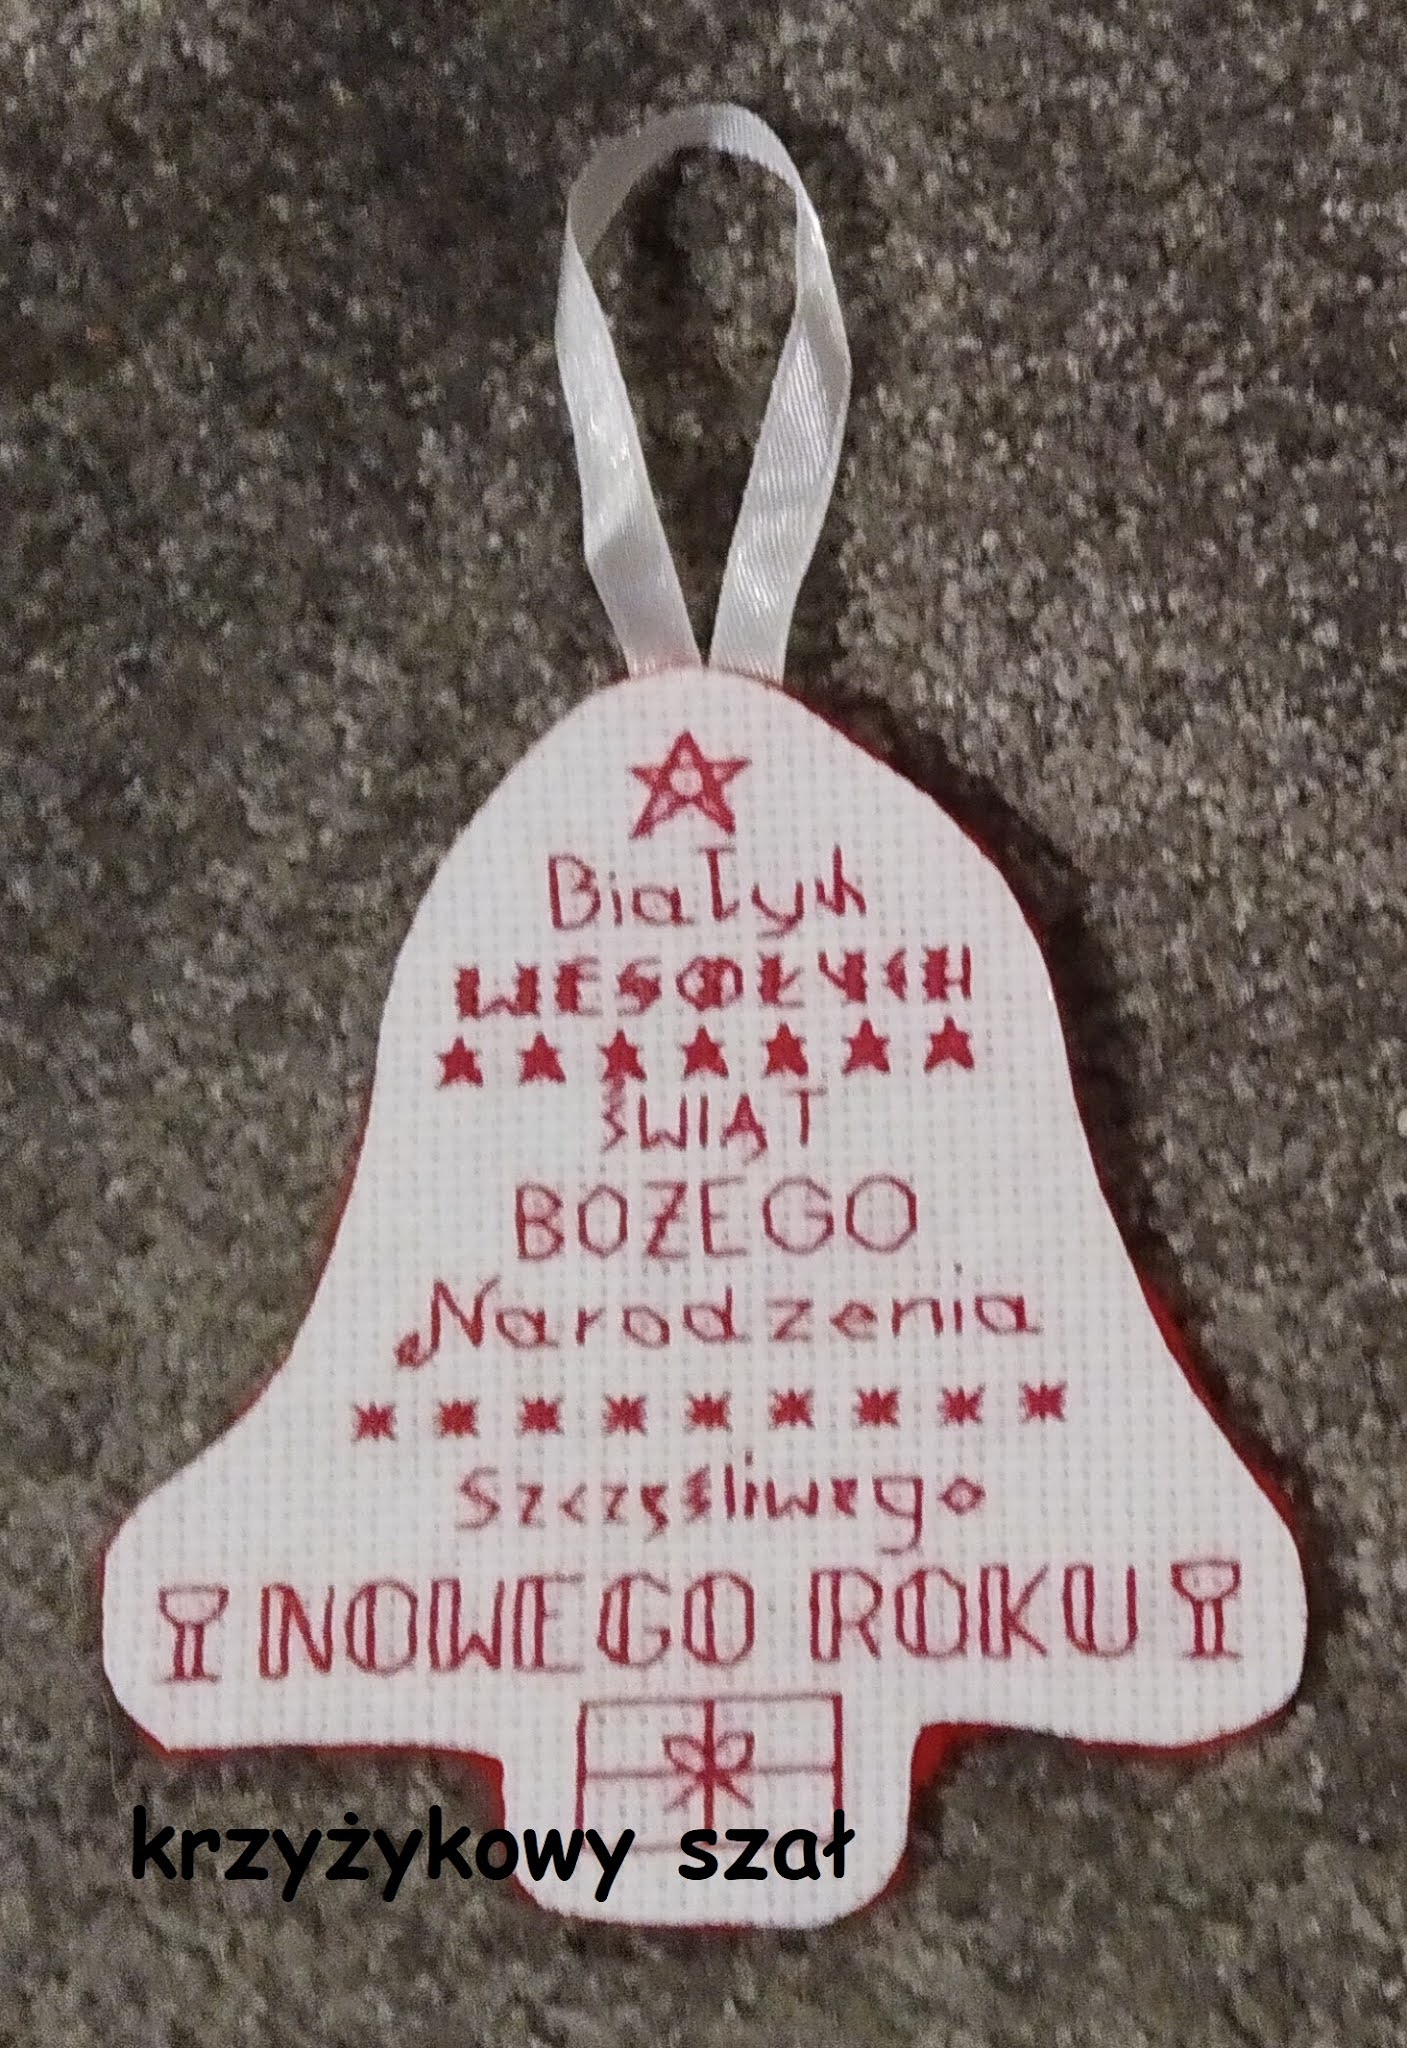 Białych
WESOŁYCH
ŚWIĄT
BOŻEGO
Narodzenia
Szczęśliwego
NOWEGO ROKU
krzyżykowy szał